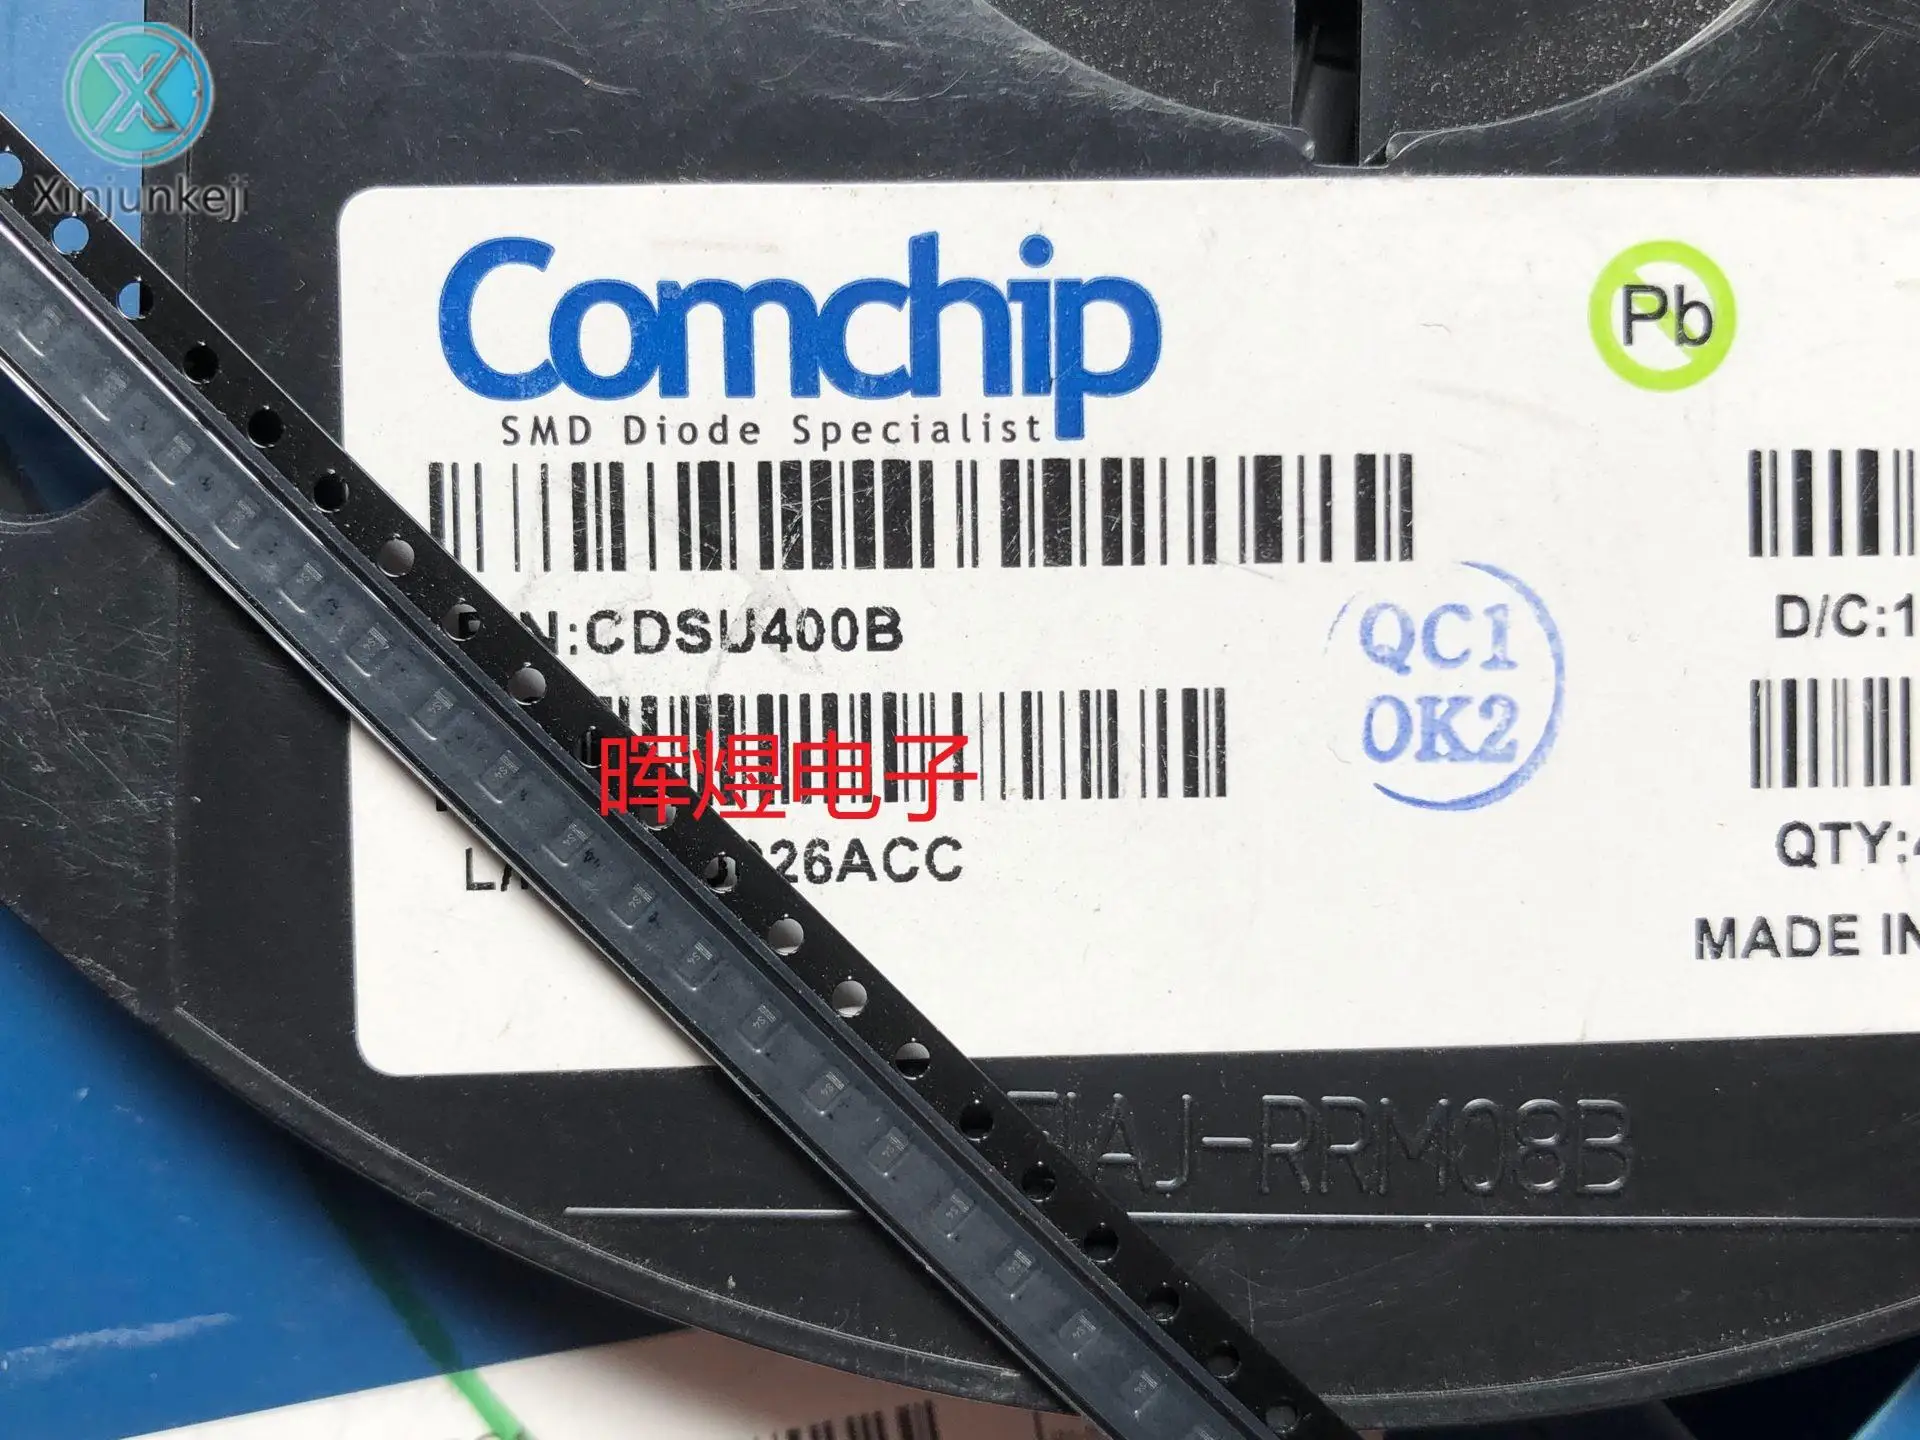 Xinjunkeji
Comchip
SMD Diode Specialist
Pb
N:CDSU400B
D/C:1
QC1
OK2
晖煜电子
26ACC
QTY:4
MADE IN
EIAJ-RRM08B
S4